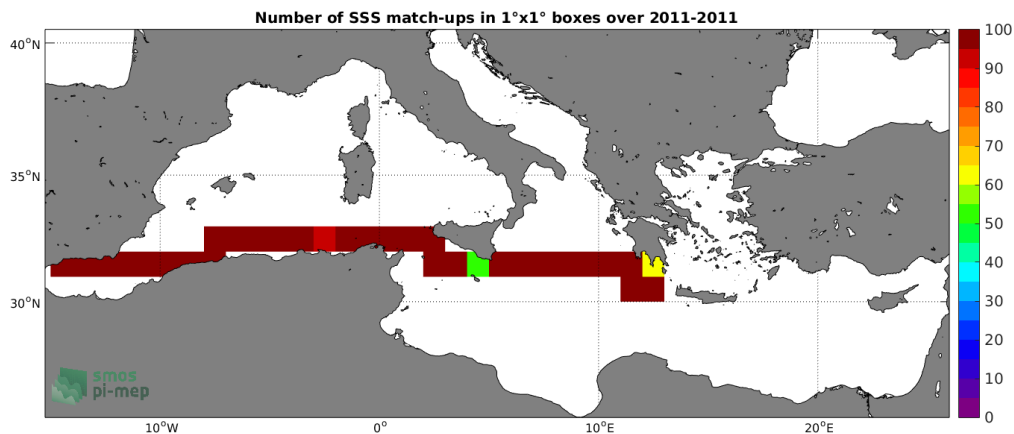 Number of SSS match-ups in 1°x1° boxes over 2011-2011
40°N
35°N
30°N
10°W
0°
10°E
20°E
100
90
80
70
60
50
40
30
20
10
0
smos
pi-mep